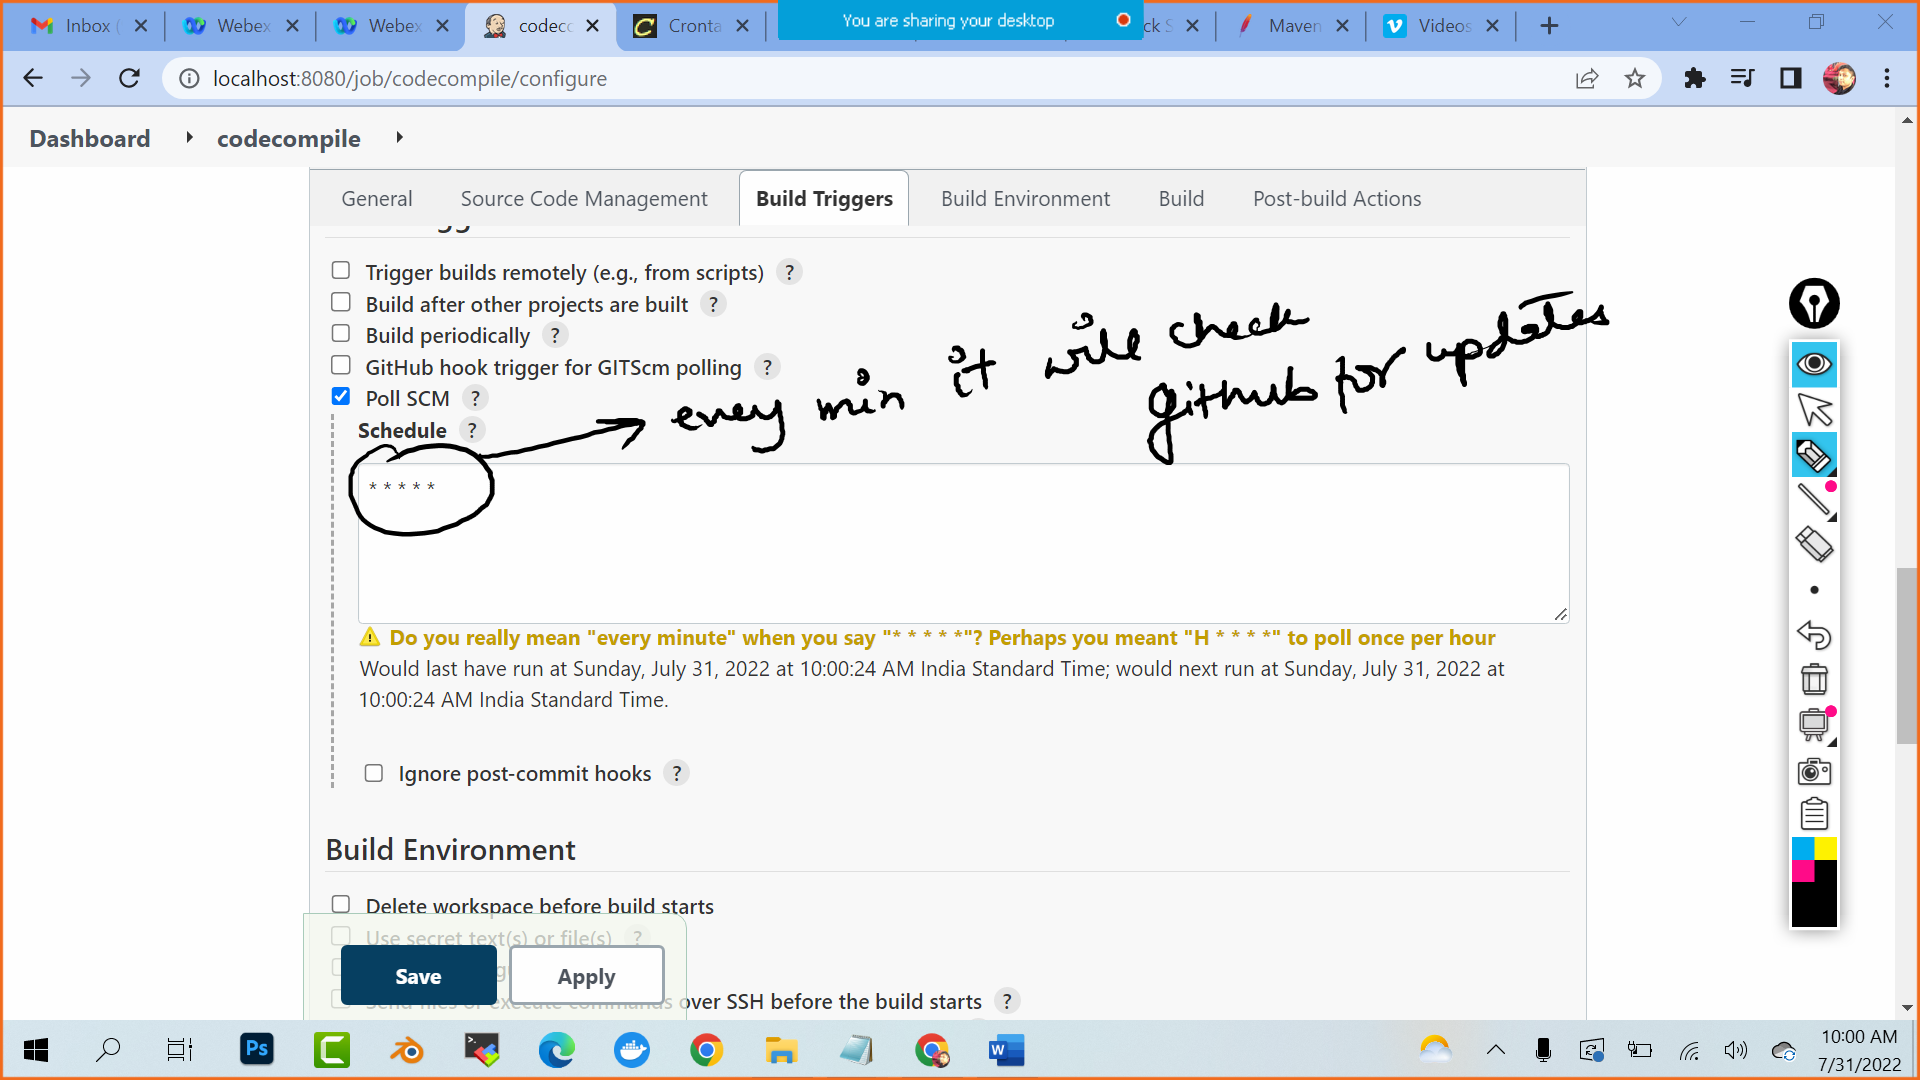 Inbox (
Webex
Webex
codecc
Cronta
You are sharing your desktop
ck S
Maven
Videos
localhost:8080/job/codecompile/configure
Dashboard
codecompile
General
Source Code Management
Build Triggers
Build Environment
Build
Post-build Actions
Trigger builds remotely (e.g., from scripts) ?
Build after other projects are built ?
Build periodically ?
GitHub hook trigger for GITScm polling ?
Poll SCM ?
every min it will check
github for updates
Schedule ?
* * * * *
Do you really mean "every minute" when you say "* * * * *"? Perhaps you meant "H * * * *" to poll once per hour
Would last have run at Sunday, July 31, 2022 at 10:00:24 AM India Standard Time; would next run at Sunday, July 31, 2022 at
10:00:24 AM India Standard Time.
Ignore post-commit hooks ?
Build Environment
Delete workspace before build starts
Use secret text(s) or file(s) ?
Save
Apply
Send files or execute commands over SSH before the build starts ?
Ps
C
W
10:00 AM
7/31/2022